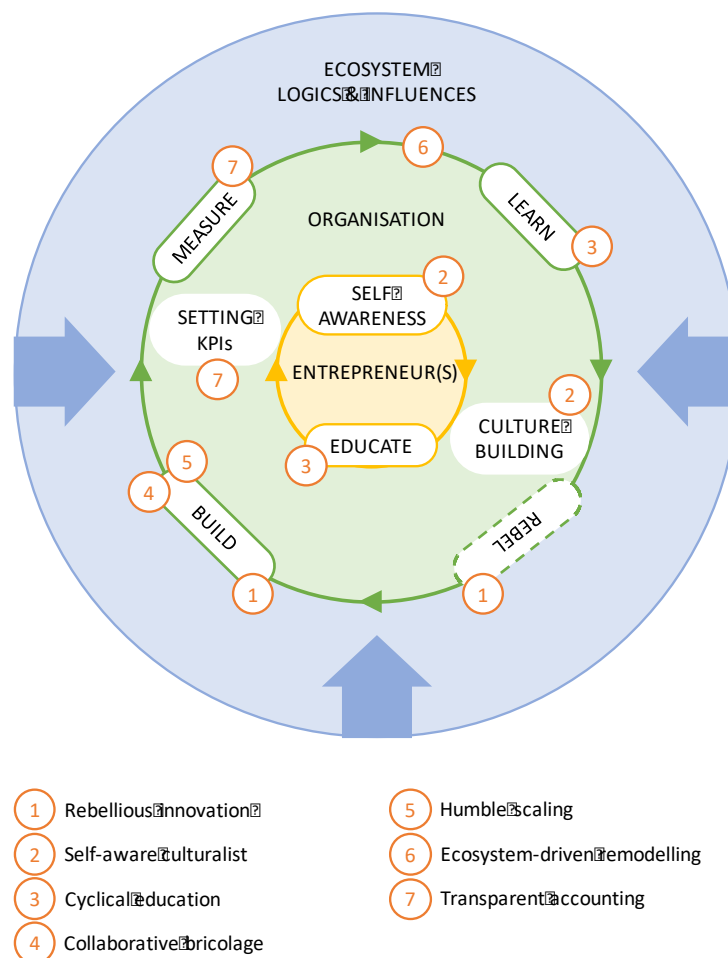 ECOSYSTEM
LOGICS & INFLUENCES
6
7
MEASURE
LEARN
3
ORGANISATION
2
SELF
AWARENESS
SETTING
KPIs
7
ENTREPRENEUR(S)
2
CULTURE
BUILDING
EDUCATE
3
5
4
BUILD
1
REBEL
1
1 Rebellious innovation
2 Self-aware culturalist
3 Cyclical education
4 Collaborative bricolage
5 Humble scaling
6 Ecosystem-driven remodelling
7 Transparent accounting